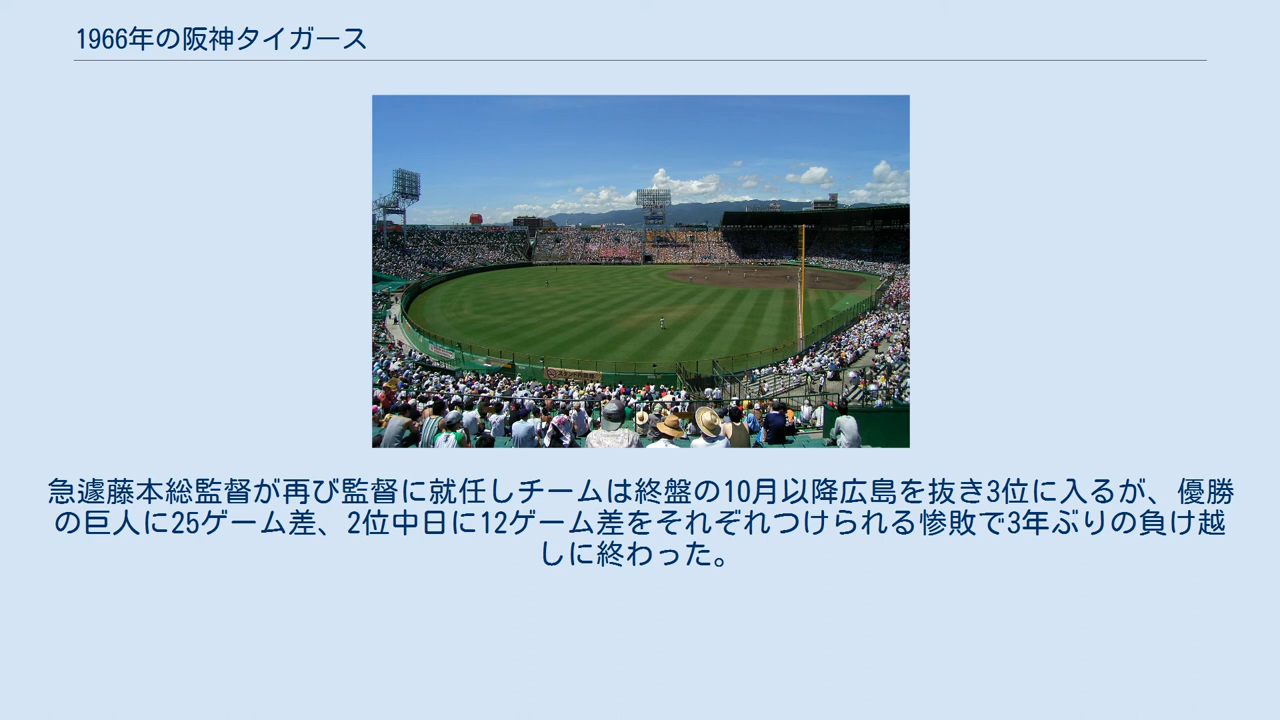 1966年の阪神タイガース
急遽藤本総監督が再び監督に就任しチームは終盤の10月以降広島を抜き3位に入るが、優勝
の巨人に25ゲーム差、2位中日に12ゲーム差をそれぞれつけられる惨敗で3年ぶりの負け越
しに終わった。